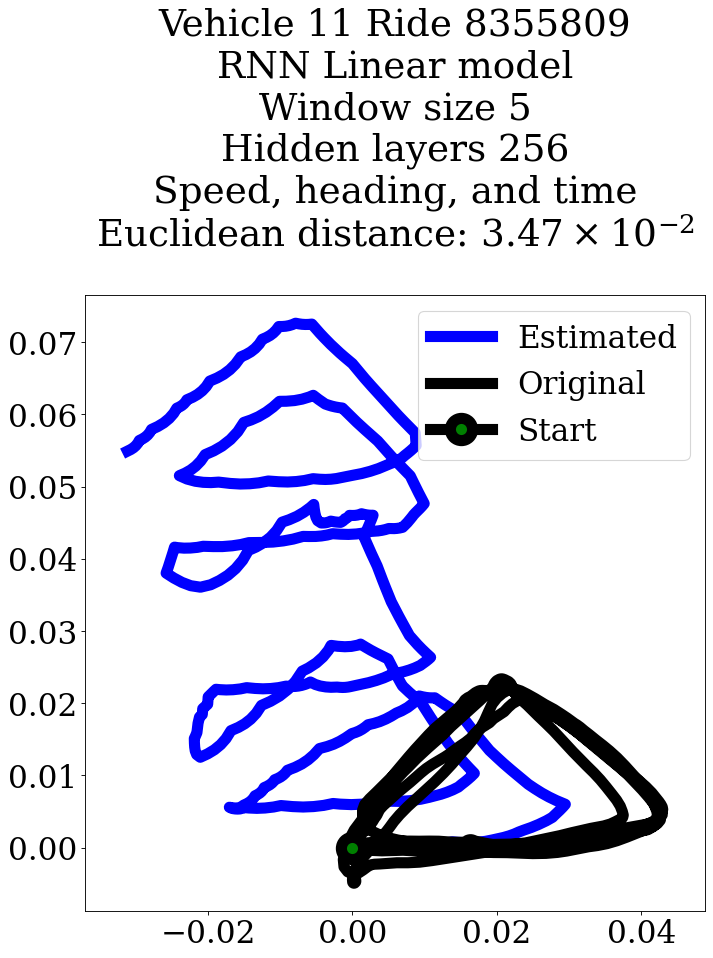 Vehicle 11 Ride 8355809
RNN Linear model
Window size 5
Hidden layers 256
Speed, heading, and time
Euclidean distance: 3.47 × 10⁻²
Estimated
Original
Start
0.07
0.06
0.05
0.04
0.03
0.02
0.01
0.00
−0.02 0.00 0.02 0.04